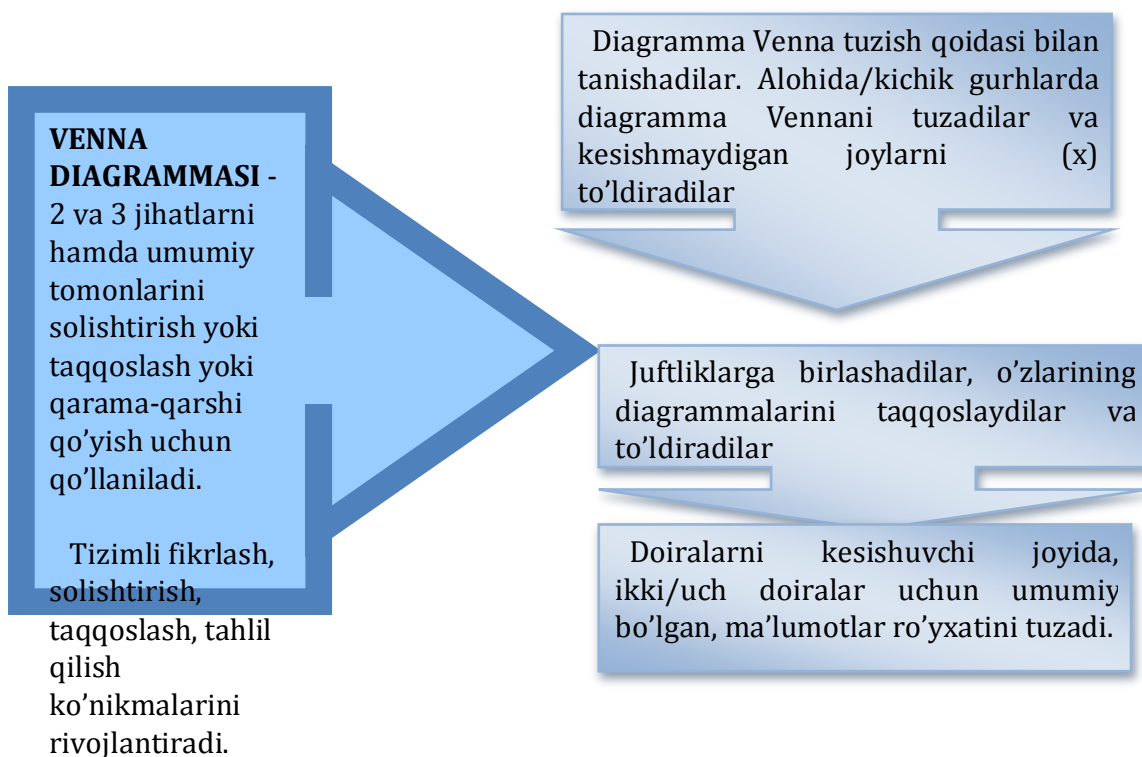 VENNA
DIAGRAMMASI -
2 va 3 jihatlarni
hamda umumiy
tomonlarini
solishtirish yoki
taqqoslash yoki
qarama-qarshi
qo’yish uchun
qo’llaniladi.
Tizimli fikrlash,
solishtirish,
taqqoslash, tahlil
qilish
ko’nikmalarini
rivojlantiradi.
Diagramma Venna tuzish qoidasi bilan
tanishadilar. Alohida/kichik gurhlarda
diagramma Vennani tuzadilar va
kesishmaydigan joylarni (x)
to’ldiradilar
Juftliklarga birlashadilar, o’zlarining
diagrammalarini taqqoslaydilar va
to’ldiradilar
Doiralarni kesishuvchi joyida,
ikki/uch doiralar uchun umumiy
bo’lgan, ma’lumotlar ro’yxatini tuzadi.